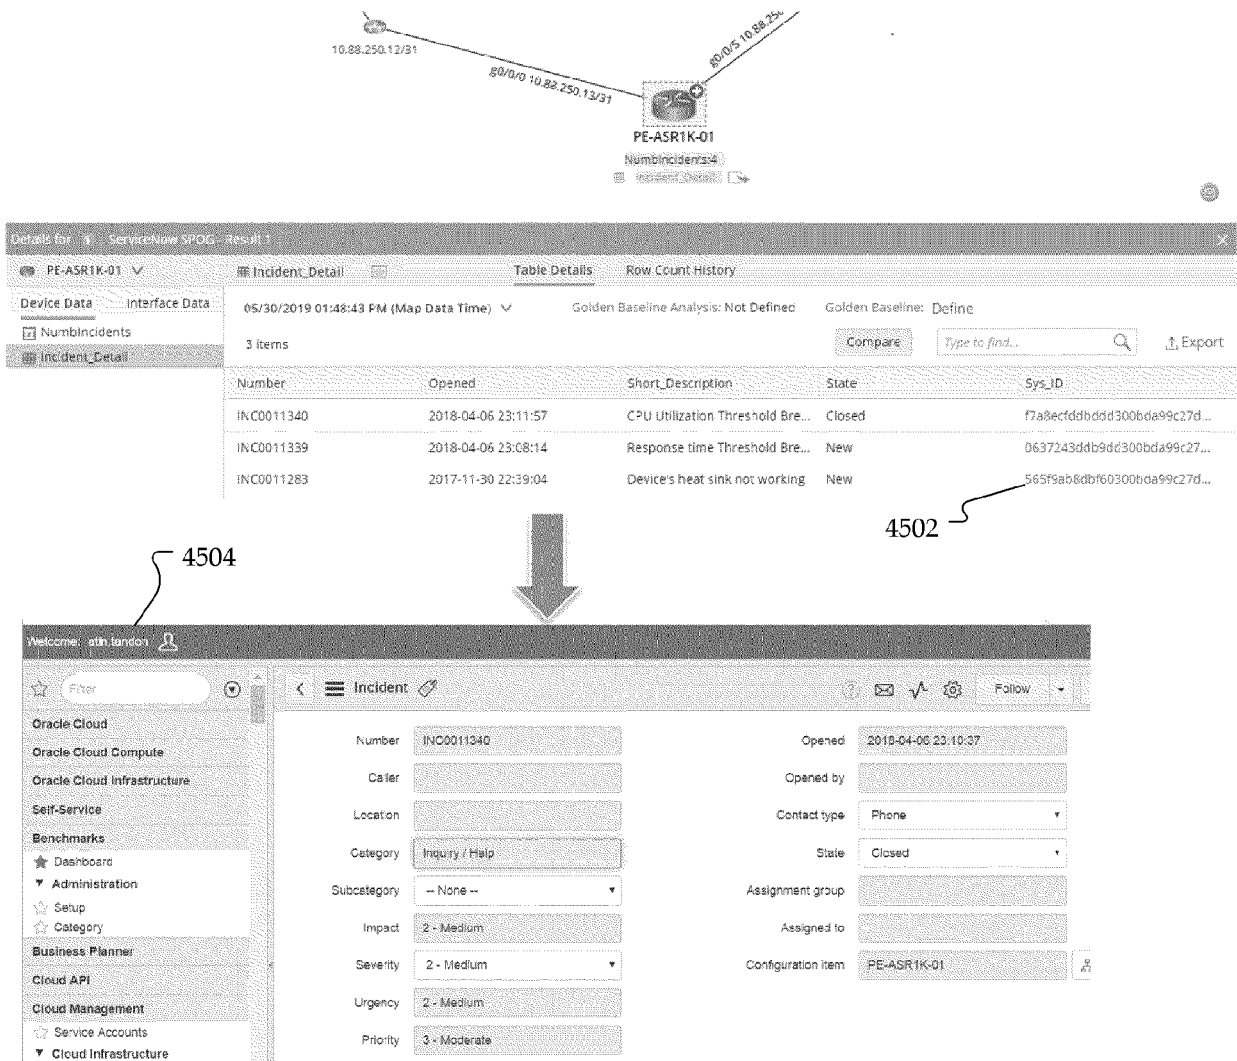 10.88.250.12/31
g0/0/0 10.88.250.13/31
g0/0/5 10.88.250
PE-ASR1K-01
NumbIncidents:4
Incident_Detail
Details for 1 ServiceNow SPOG - Result 1
PE-ASR1K-01
Incident_Detail
Table Details Row Count History
Device Data Interface Data
05/30/2019 01:48:43 PM (Map Data Time) Golden Baseline Analysis: Not Defined Golden Baseline: Define
NumbIncidents
Incident_Detail
3 items Compare Type to find... Export
Number Opened Short_Description State Sys_ID
INC0011340 2018-04-06 23:11:57 CPU Utilization Threshold Bre... Closed f7a8ecfddbddd300bda99c27d...
INC0011339 2018-04-06 23:08:14 Response time Threshold Bre... New 0637243ddb9dd300bda99c27...
INC0011283 2017-11-30 22:39:04 Device's heat sink not working New 565f9ab8dbf60300bda99c27d...
4502
4504
Welcome: atin.tandon
Filter
Incident
Follow
Oracle Cloud
Oracle Cloud Compute
Oracle Cloud Infrastructure
Self-Service
Benchmarks
Dashboard
Administration
Setup
Category
Business Planner
Cloud API
Cloud Management
Service Accounts
Cloud Infrastructure
Number INC0011340
Caller
Location
Category Inquiry / Help
Subcategory -- None --
Impact 2 - Medium
Severity 2 - Medium
Urgency 2 - Medium
Priority 3 - Moderate
Opened 2018-04-06 23:10:37
Opened by
Contact type Phone
State Closed
Assignment group
Assigned to
Configuration item PE-ASR1K-01